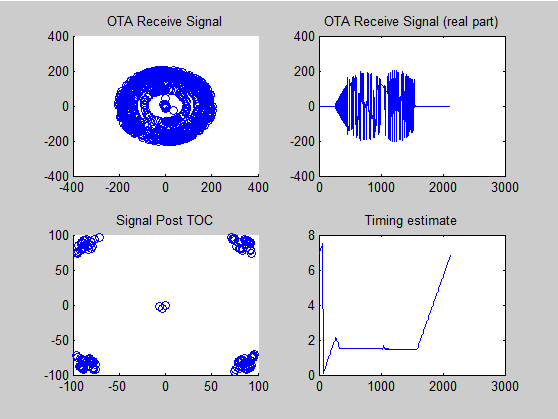 OTA Receive Signal
400
200
0
-200
-400
-400 -200 0 200 400
OTA Receive Signal (real part)
400
200
0
-200
-400
0 1000 2000 3000
Signal Post TOC
100
50
0
-50
-100
-100 -50 0 50 100
Timing estimate
8
6
4
2
0
0 1000 2000 3000